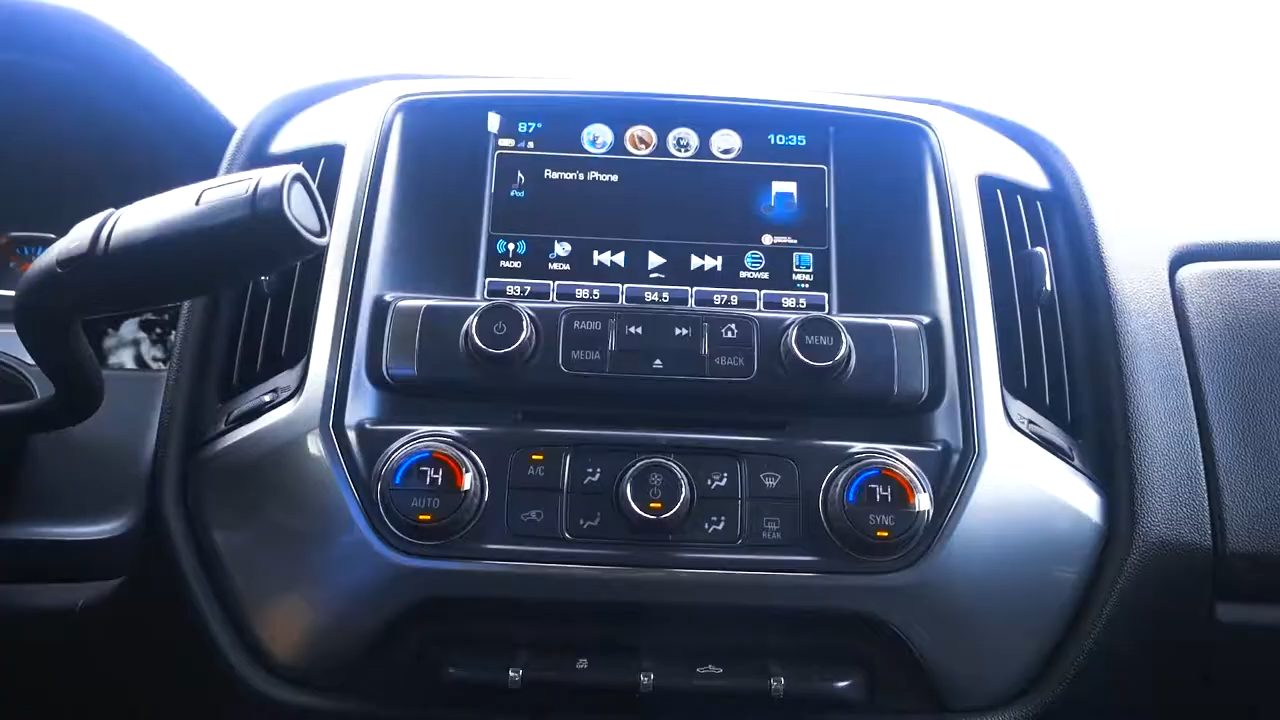 87°
10:35
iPod
Ramon's iPhone
RADIO
MEDIA
BROWSE
MENU
93.7
96.5
94.5
97.9
98.5
RADIO
MEDIA
<BACK
MENU
74
AUTO
A/C
REAR
74
SYNC
OFF